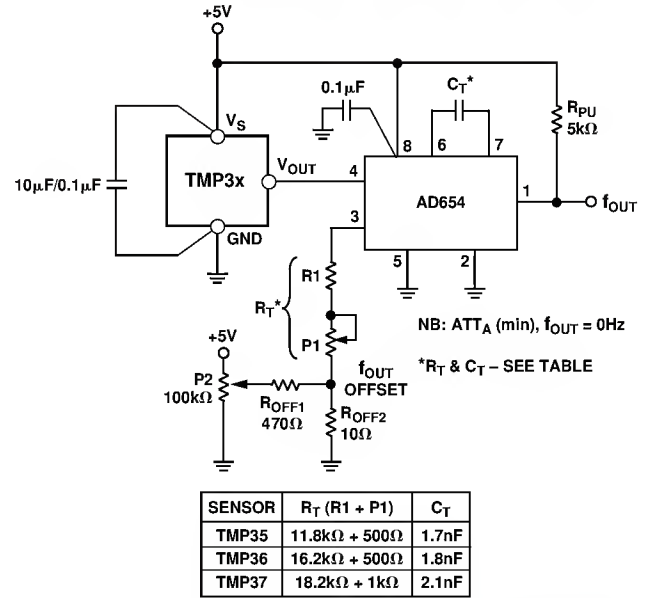 +5V
0.1μF
C_T*
R_PU
5kΩ
V_S
8 6 7
TMP3x
V_OUT
4
10μF/0.1μF
AD654
1
f_OUT
3
GND
R1
5 2
R_T*
NB: ATT_A (min), f_OUT = 0Hz
+5V
P1
f_OUT
OFFSET
*R_T & C_T – SEE TABLE
P2
100kΩ
R_OFF1
470Ω
R_OFF2
10Ω
SENSOR R_T (R1 + P1) C_T
TMP35 11.8kΩ + 500Ω 1.7nF
TMP36 16.2kΩ + 500Ω 1.8nF
TMP37 18.2kΩ + 1kΩ 2.1nF